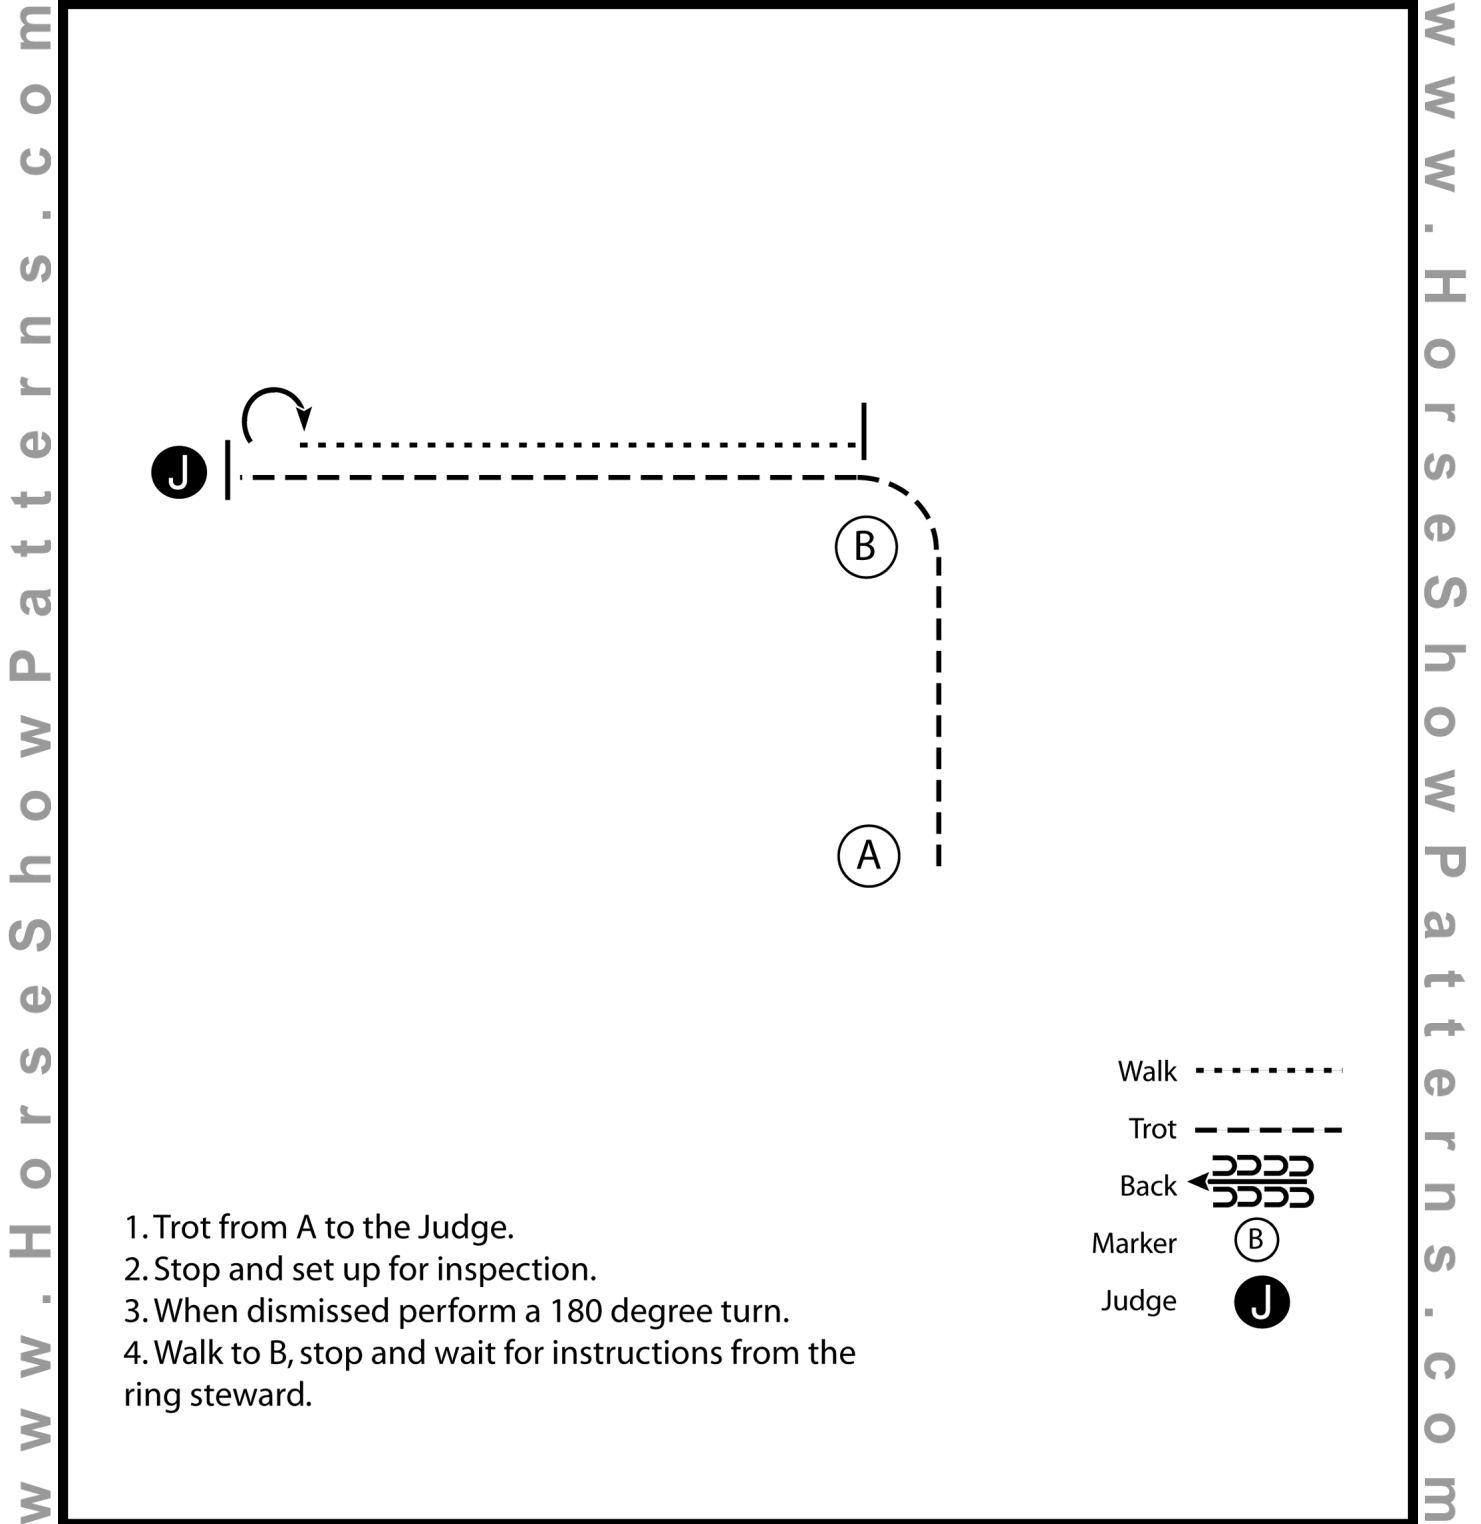 www.HorseShowPatterns.com
www.HorseShowPatterns.com
J
B
A
Walk
Trot
Back
Marker B
Judge J
1. Trot from A to the Judge.
2. Stop and set up for inspection.
3. When dismissed perform a 180 degree turn.
4. Walk to B, stop and wait for instructions from the
ring steward.